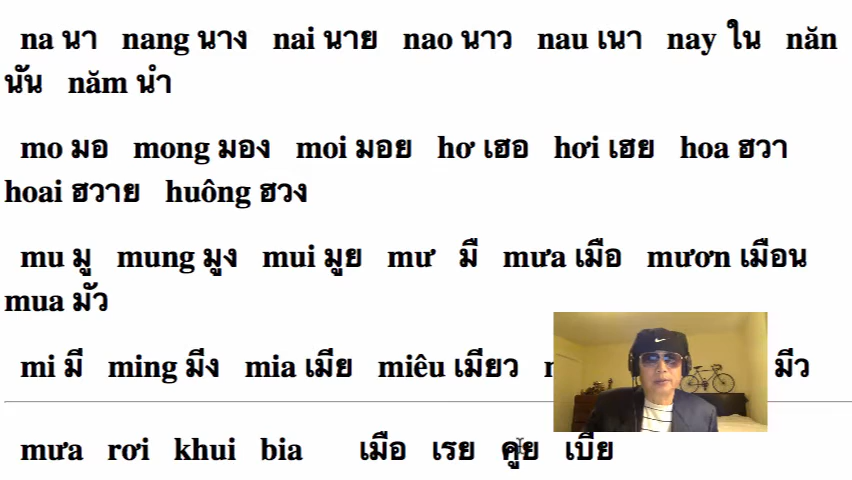 na นา nang นาง nai นาย nao นาว nau เนา nay ใน năn
นัน năm นำ
mo มอ mong มอง moi มอย hơ เฮอ hơi เฮย hoa ฮวา
hoai ฮวาย huông ฮวง
mu มู mung มูง mui มูย mư มื mưa เมือ mươn เมือน
mua มัว
mi มี ming มีง mia เมีย miêu เมียว มีว
mưa rơi khui bia เมือ เรย คูย เบีย